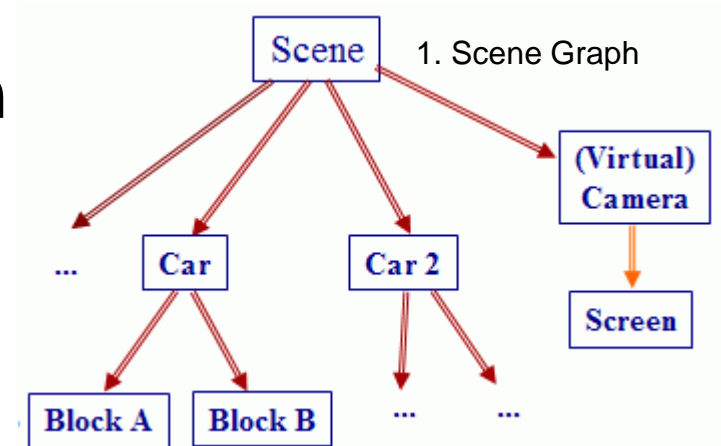 Scene
1. Scene Graph
(Virtual)
Camera
...
Car
Car 2
Screen
Block A
Block B
...
...